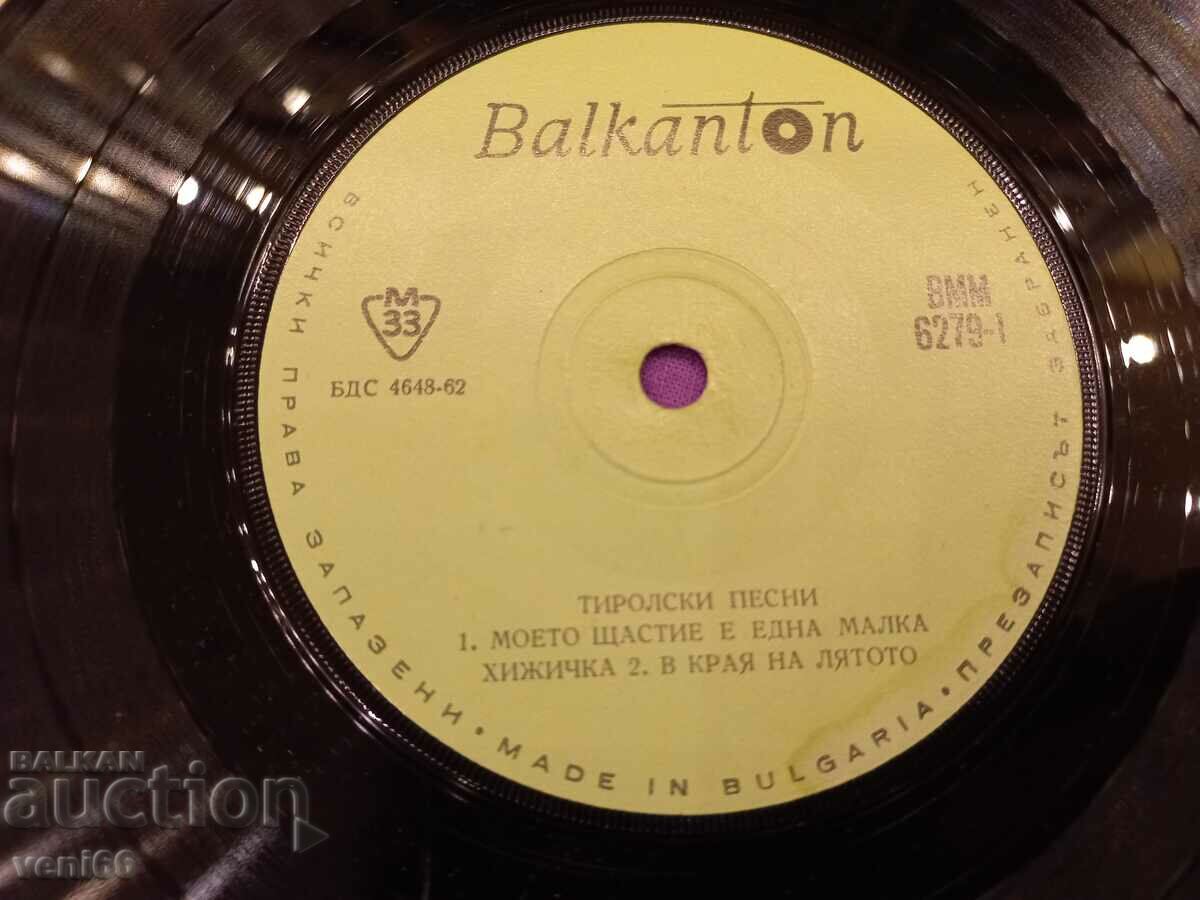 Balkanton
М
33
БДС 4648-62
ВММ
6279-1
ТИРОЛСКИ ПЕСНИ
1. МОЕТО ЩАСТИЕ Е ЕДНА МАЛКА
ХИЖИЧКА 2. В КРАЯ НА ЛЯТОТО
ВСИЧКИ ПРАВА ЗАПАЗЕНИ • MADE IN BULGARIA • ПРЕЗАПИСЪТ ЗАБРАНЕН
BALKAN
auction
veni66